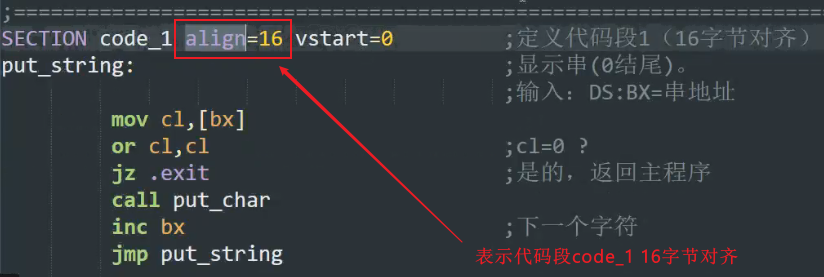 ;=====================================================================
SECTION code_1 align=16 vstart=0 ;定义代码段1（16字节对齐）
put_string: ;显示串(0结尾)。
;输入：DS:BX=串地址
mov cl,[bx]
or cl,cl ;cl=0 ?
jz .exit ;是的，返回主程序
call put_char
inc bx ;下一个字符
jmp put_string
表示代码段code_1 16字节对齐